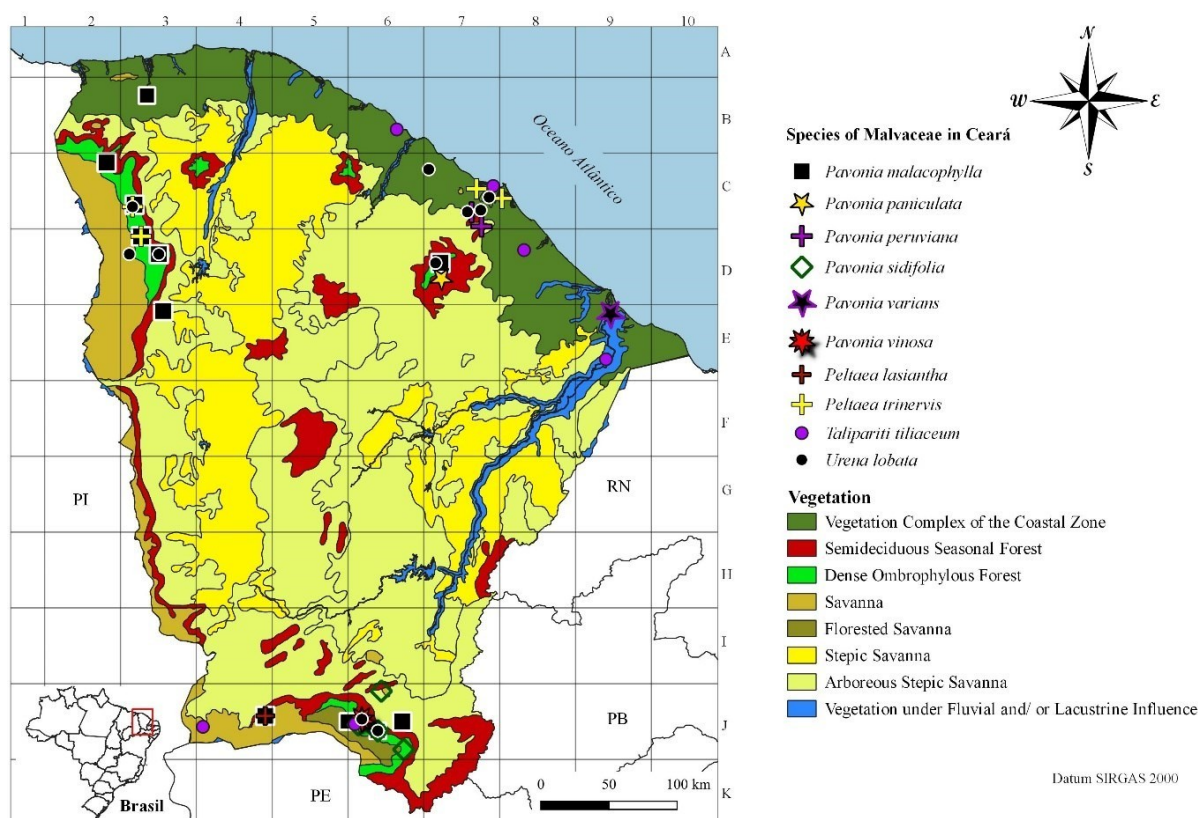 1 2 3 4 5 6 7 8 9 10
A
B
C
D
E
F
G
H
I
J
K
Oceano Atlântico
PI
RN
PB
PE
Brasil
0 50 100 km
N
W E
S
Species of Malvaceae in Ceará
Pavonia malacophylla
Pavonia paniculata
Pavonia peruviana
Pavonia sidifolia
Pavonia varians
Pavonia vinosa
Peltaea lasiantha
Peltaea trinervis
Talipariti tiliaceum
Urena lobata
Vegetation
Vegetation Complex of the Coastal Zone
Semideciduous Seasonal Forest
Dense Ombrophylous Forest
Savanna
Florested Savanna
Stepic Savanna
Arboreous Stepic Savanna
Vegetation under Fluvial and/ or Lacustrine Influence
Datum SIRGAS 2000